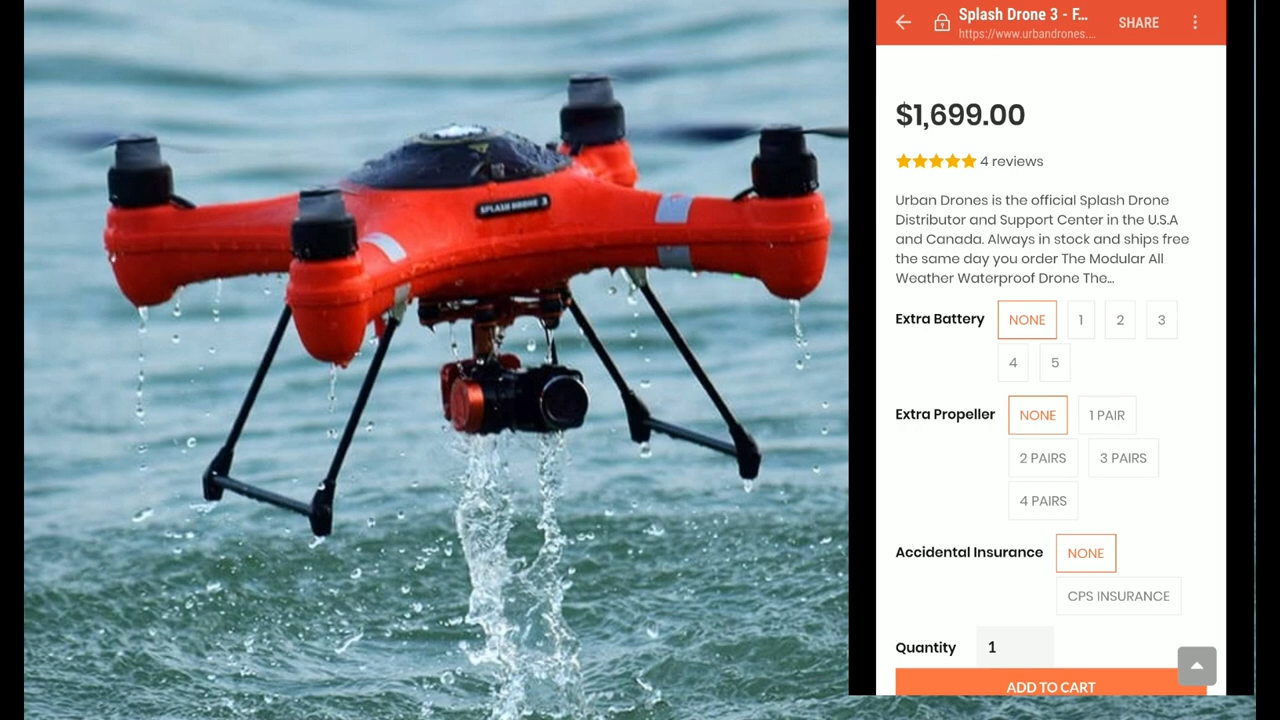 SPLASH DRONE 3
Splash Drone 3 - F...
https://www.urbandrones....
SHARE
$1,699.00
4 reviews
Urban Drones is the official Splash Drone
Distributor and Support Center in the U.S.A
and Canada. Always in stock and ships free
the same day you order The Modular All
Weather Waterproof Drone The...
Extra Battery NONE 1 2 3
4 5
Extra Propeller NONE 1 PAIR
2 PAIRS 3 PAIRS
4 PAIRS
Accidental Insurance NONE
CPS INSURANCE
Quantity 1
ADD TO CART